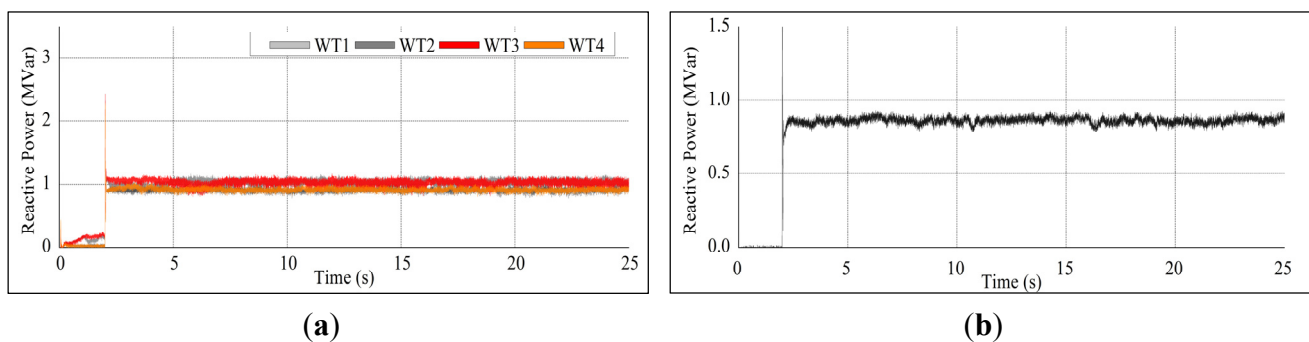 WT1 WT2 WT3 WT4
Reactive Power (MVar)
3
2
1
0
0 5 10 15 20 25
Time (s)
(a)
Reactive Power (MVar)
1.5
1.0
0.5
0.0
0 5 10 15 20 25
Time (s)
(b)